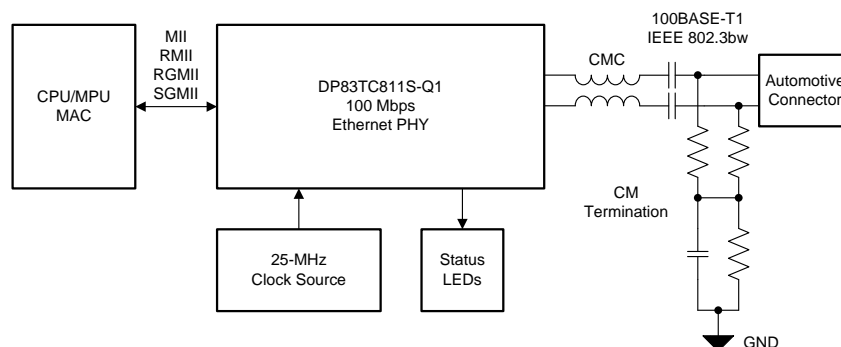 MII
RMII
RGMII
SGMII
CPU/MPU
MAC
DP83TC811S-Q1
100 Mbps
Ethernet PHY
CMC
100BASE-T1
IEEE 802.3bw
Automotive
Connector
CM
Termination
25-MHz
Clock Source
Status
LEDs
GND